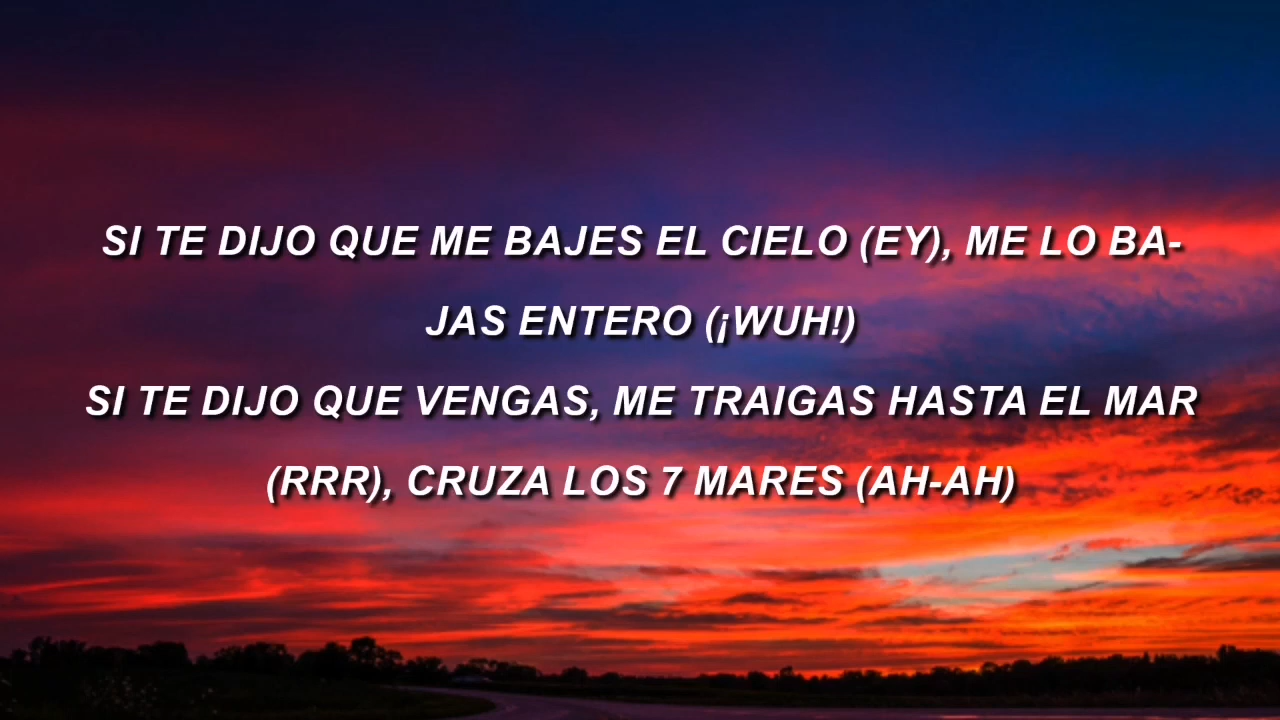 SI TE DIJO QUE ME BAJES EL CIELO (EY), ME LO BA-
JAS ENTERO (¡WUH!)
SI TE DIJO QUE VENGAS, ME TRAIGAS HASTA EL MAR
(RRR), CRUZA LOS 7 MARES (AH-AH)